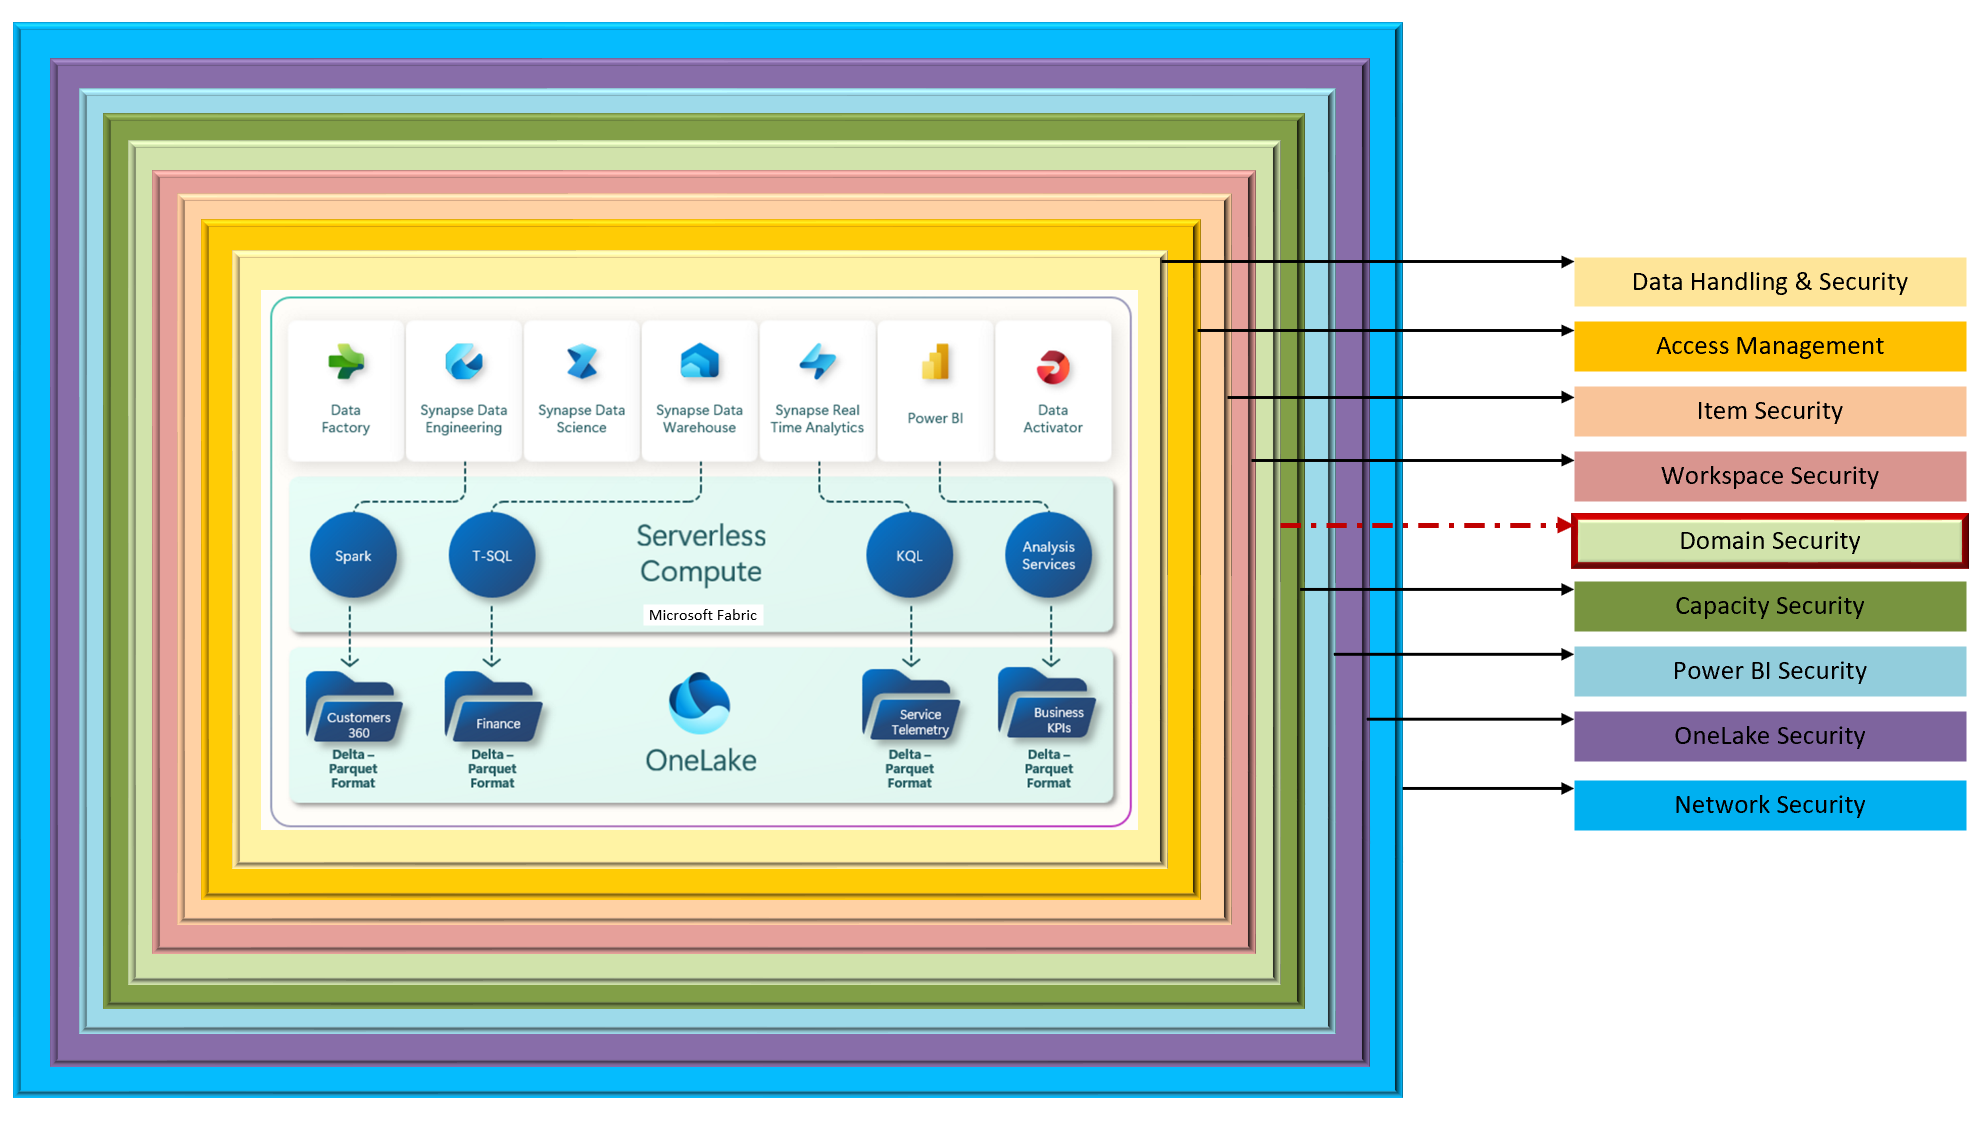 Data
Factory
Synapse Data
Engineering
Synapse Data
Science
Synapse Data
Warehouse
Synapse Real
Time Analytics
Power BI
Data
Activator
Spark
T-SQL
Serverless
Compute
Microsoft Fabric
KQL
Analysis
Services
Customers
360
Delta –
Parquet
Format
Finance
Delta –
Parquet
Format
OneLake
Service
Telemetry
Delta –
Parquet
Format
Business
KPIs
Delta –
Parquet
Format
Data Handling & Security
Access Management
Item Security
Workspace Security
Domain Security
Capacity Security
Power BI Security
OneLake Security
Network Security